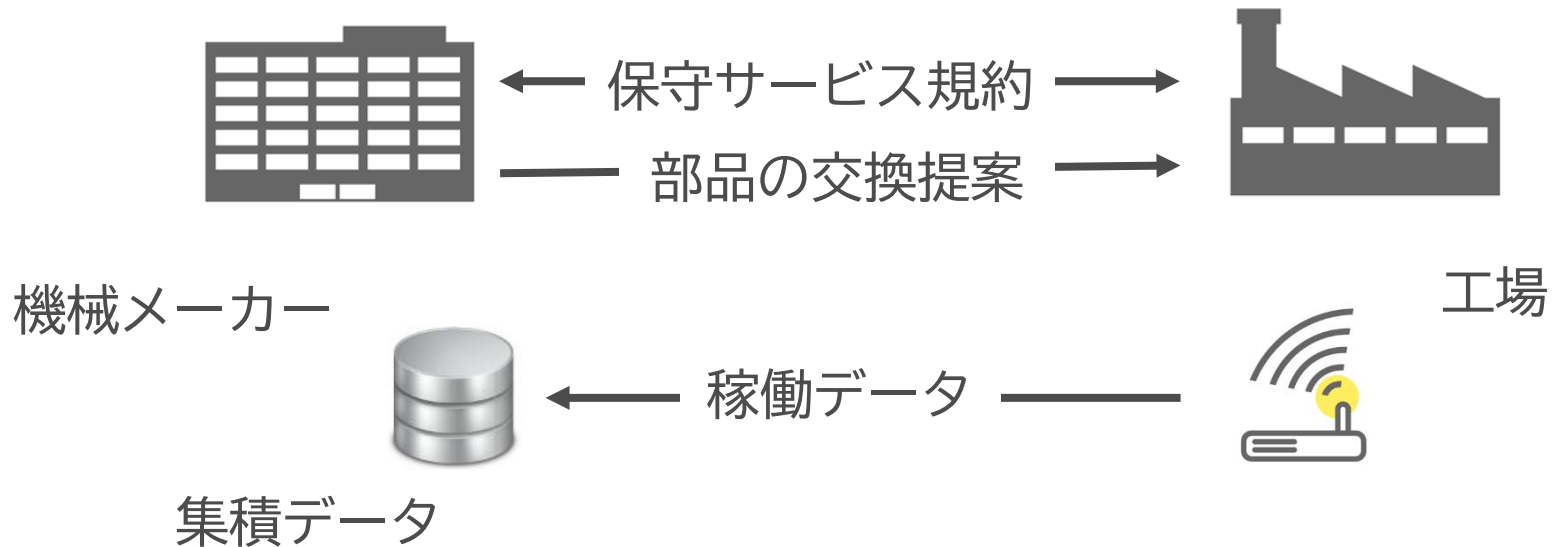 保守サービス規約
部品の交換提案
機械メーカー
工場
稼働データ
集積データ